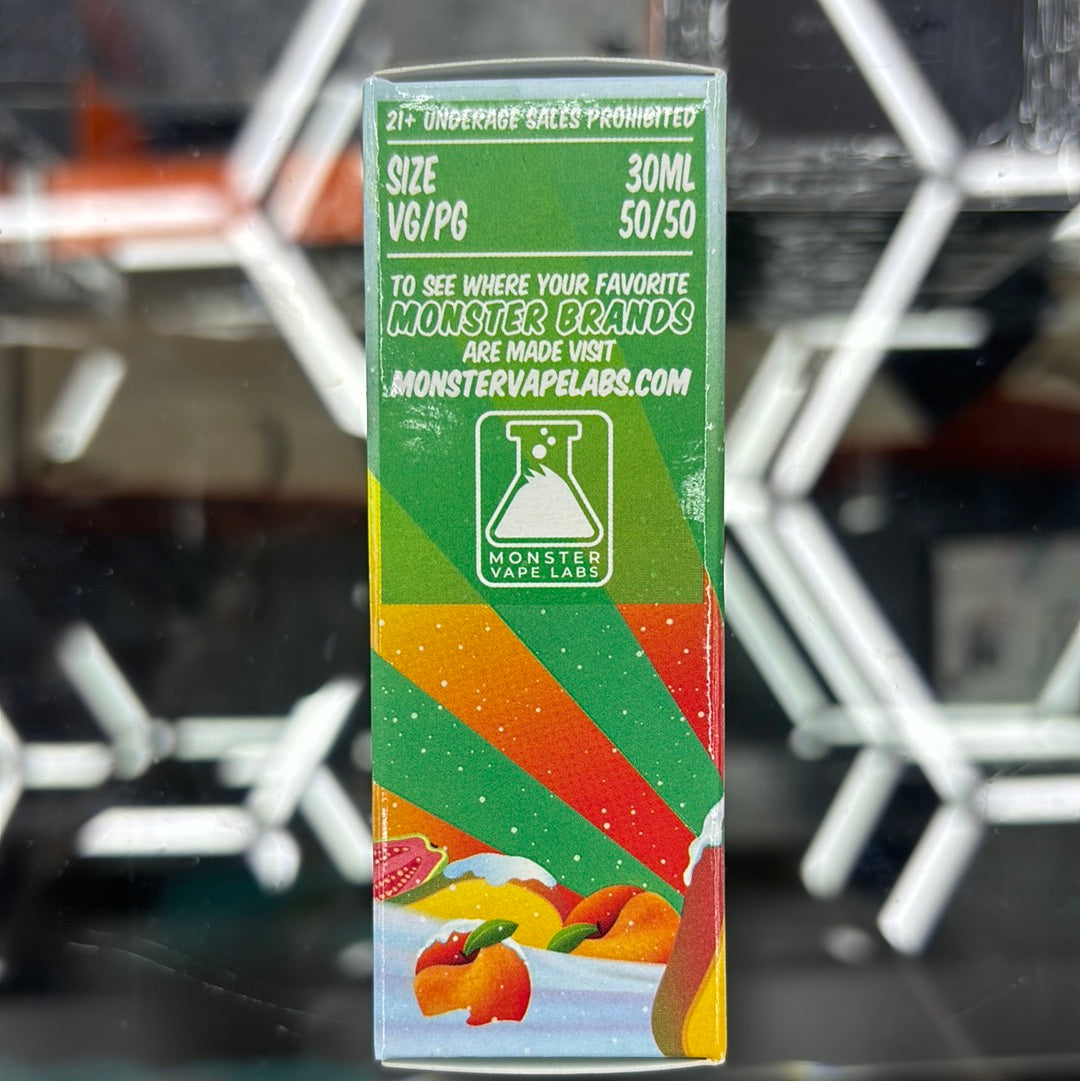 21+ UNDERAGE SALES PROHIBITED
SIZE 30ML
VG/PG 50/50
TO SEE WHERE YOUR FAVORITE
MONSTER BRANDS
ARE MADE VISIT
MONSTERVAPELABS.COM
MONSTER
VAPE LABS